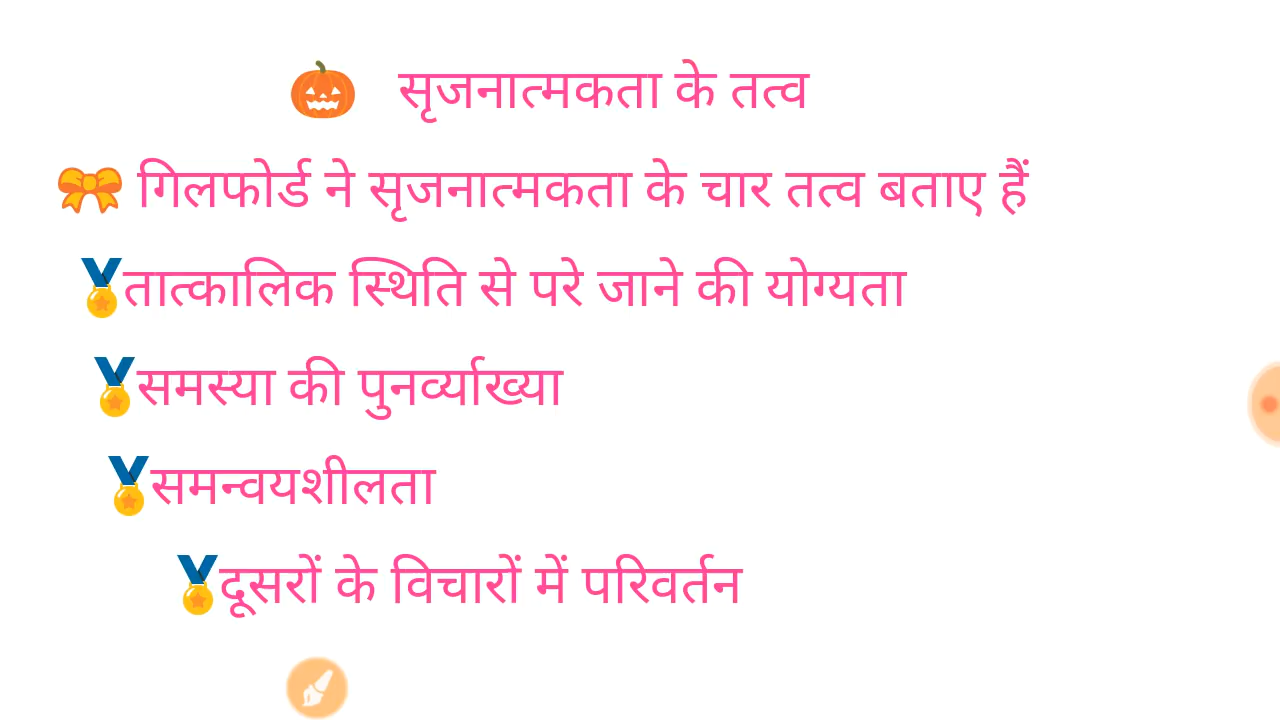 🎃 सृजनात्मकता के तत्व
🎀 गिलफोर्ड ने सृजनात्मकता के चार तत्व बताए हैं
🏅तात्कालिक स्थिति से परे जाने की योग्यता
🏅समस्या की पुनर्व्याख्या
🏅समन्वयशीलता
🏅दूसरों के विचारों में परिवर्तन